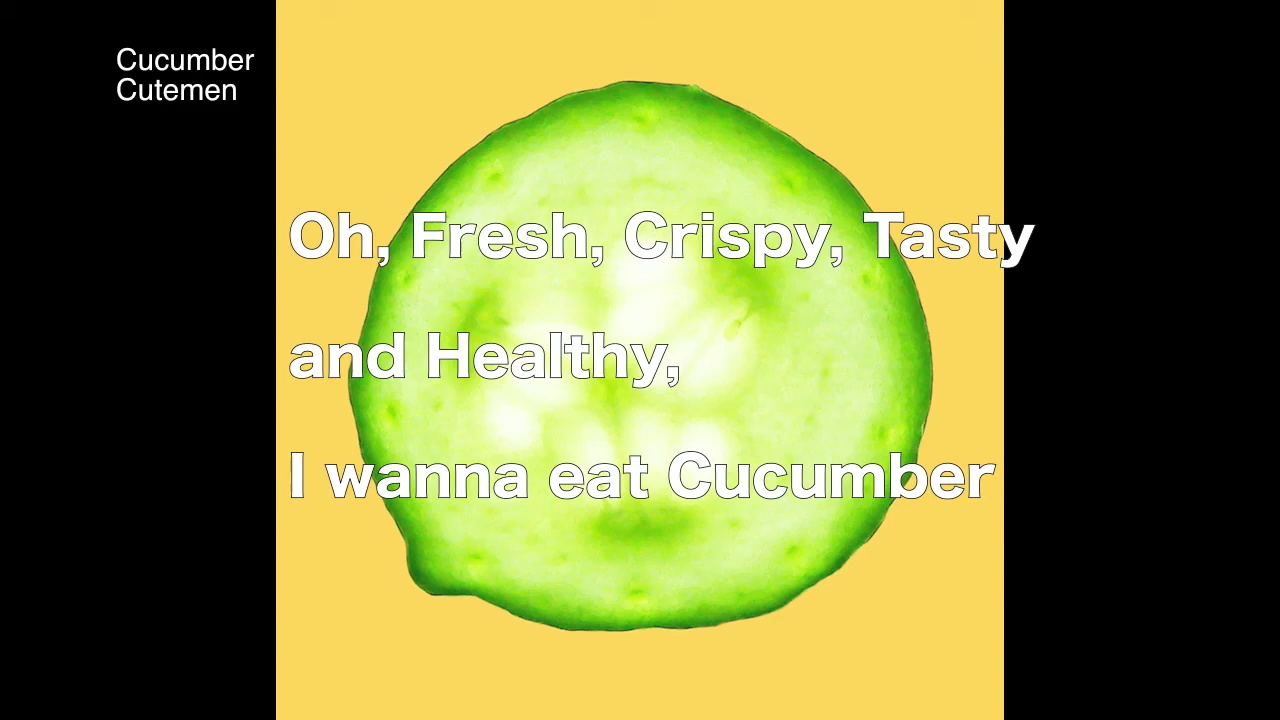 Cucumber
Cutemen
Oh, Fresh, Crispy, Tasty
and Healthy,
I wanna eat Cucumber